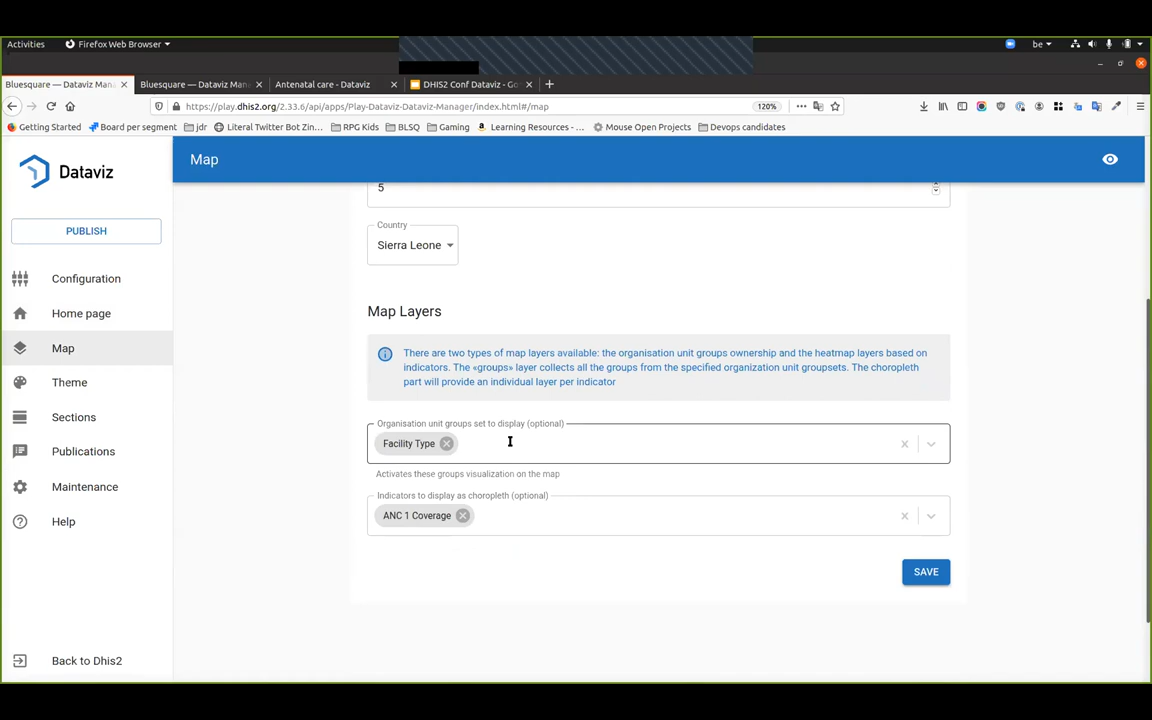 Activities
Firefox Web Browser
be
Bluesquare — Dataviz Man
Bluesquare — Dataviz Man
Antenatal care - Dataviz
DHIS2 Conf Dataviz - Go
https://play.dhis2.org/2.33.6/api/apps/Play-Dataviz-Dataviz-Manager/index.html#/map
120%
Getting Started
Board per segment
jdr
Literal Twitter Bot Zin...
RPG Kids
BLSQ
Gaming
Learning Resources - ...
Mouse Open Projects
Devops candidates
Dataviz
Map
PUBLISH
5
Country
Sierra Leone
Configuration
Home page
Map
Theme
Sections
Publications
Maintenance
Help
Back to Dhis2
Map Layers
There are two types of map layers available: the organisation unit groups ownership and the heatmap layers based on
indicators. The «groups» layer collects all the groups from the specified organization unit groupsets. The choropleth
part will provide an individual layer per indicator
Organisation unit groups set to display (optional)
Facility Type
Activates these groups visualization on the map
Indicators to display as choropleth (optional)
ANC 1 Coverage
SAVE